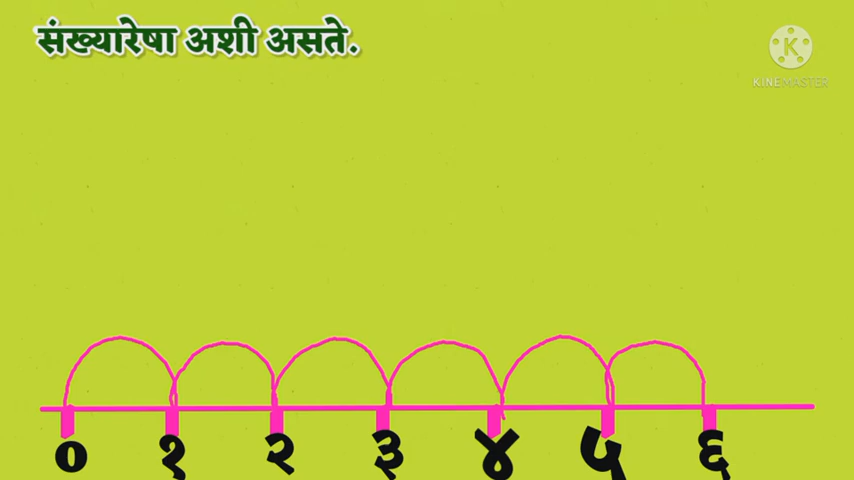 संख्यारेषा अशी असते.
KINEMASTER
० १ २ ३ ४ ५ ६